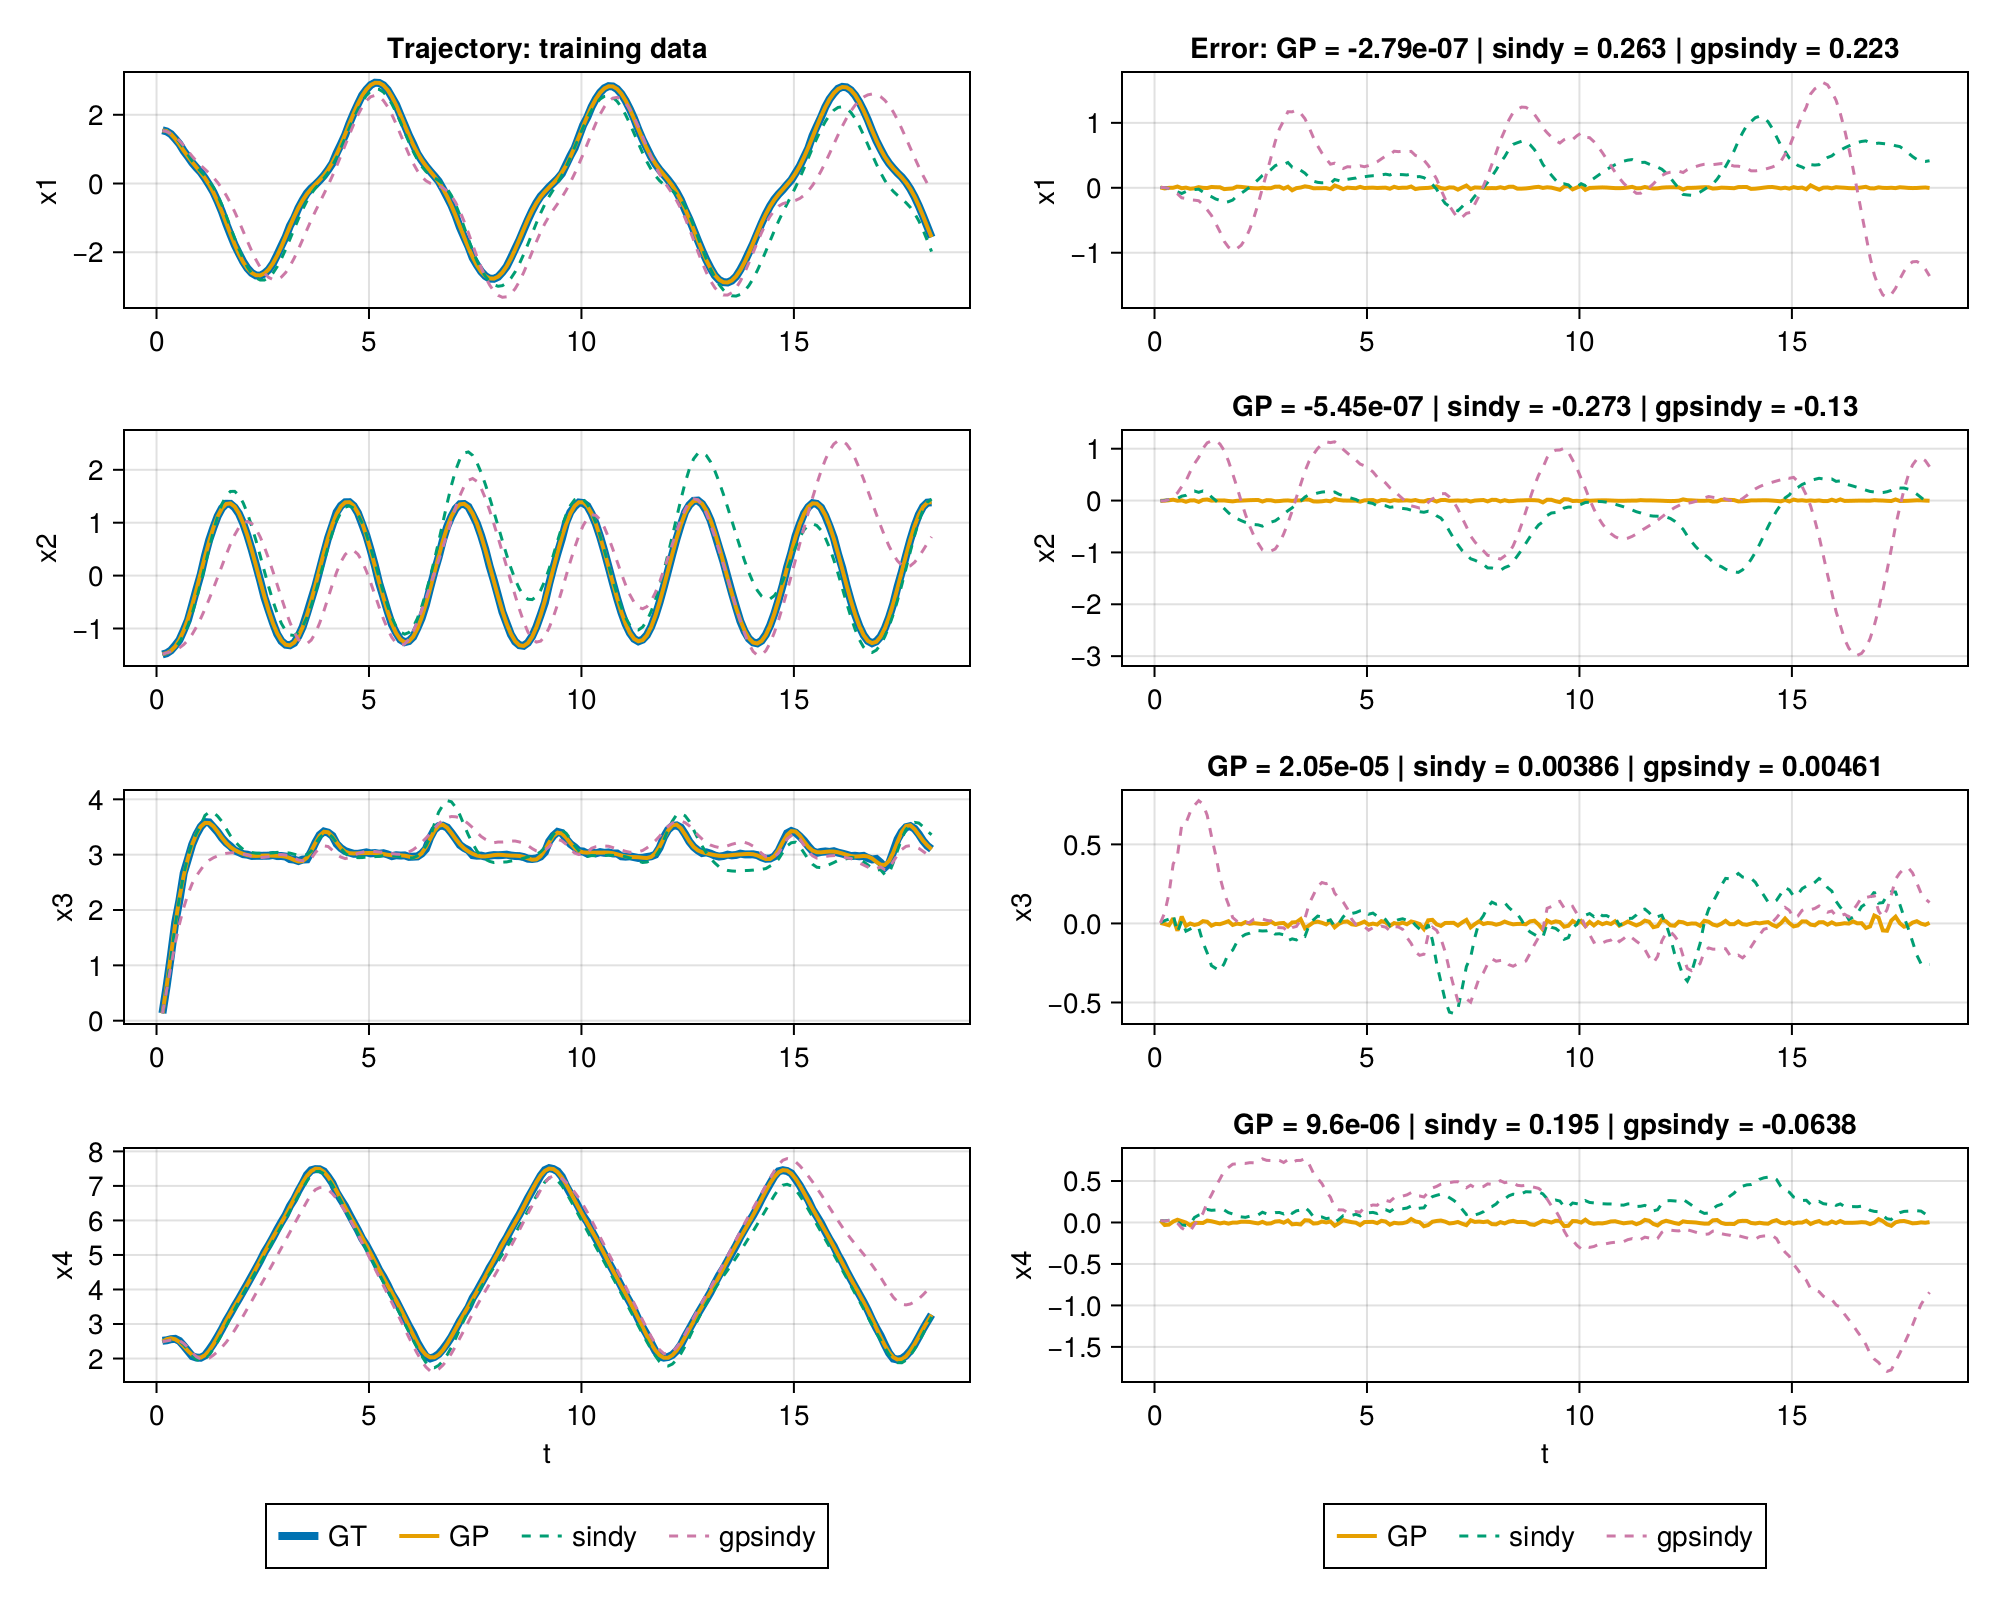 Trajectory: training data
x1
2
0
−2
0 5 10 15
Error: GP = -2.79e-07 | sindy = 0.263 | gpsindy = 0.223
x1
1
0
−1
0 5 10 15
x2
2
1
0
−1
0 5 10 15
GP = -5.45e-07 | sindy = -0.273 | gpsindy = -0.13
x2
1
0
−1
−2
−3
0 5 10 15
x3
4
3
2
1
0
0 5 10 15
GP = 2.05e-05 | sindy = 0.00386 | gpsindy = 0.00461
x3
0.5
0.0
−0.5
0 5 10 15
x4
8
7
6
5
4
3
2
0 5 10 15
t
GP = 9.6e-06 | sindy = 0.195 | gpsindy = -0.0638
x4
0.5
0.0
−0.5
−1.0
−1.5
0 5 10 15
t
GT GP sindy gpsindy
GP sindy gpsindy